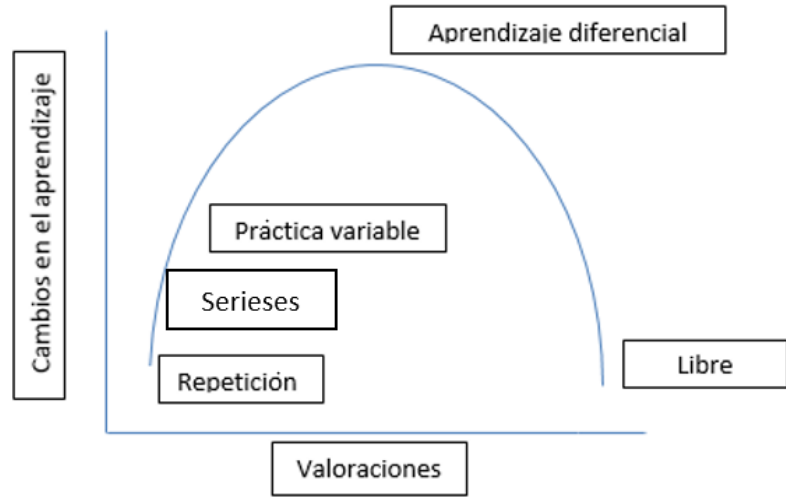 Aprendizaje diferencial
Cambios en el aprendizaje
Práctica variable
Serieses
Repetición
Libre
Valoraciones